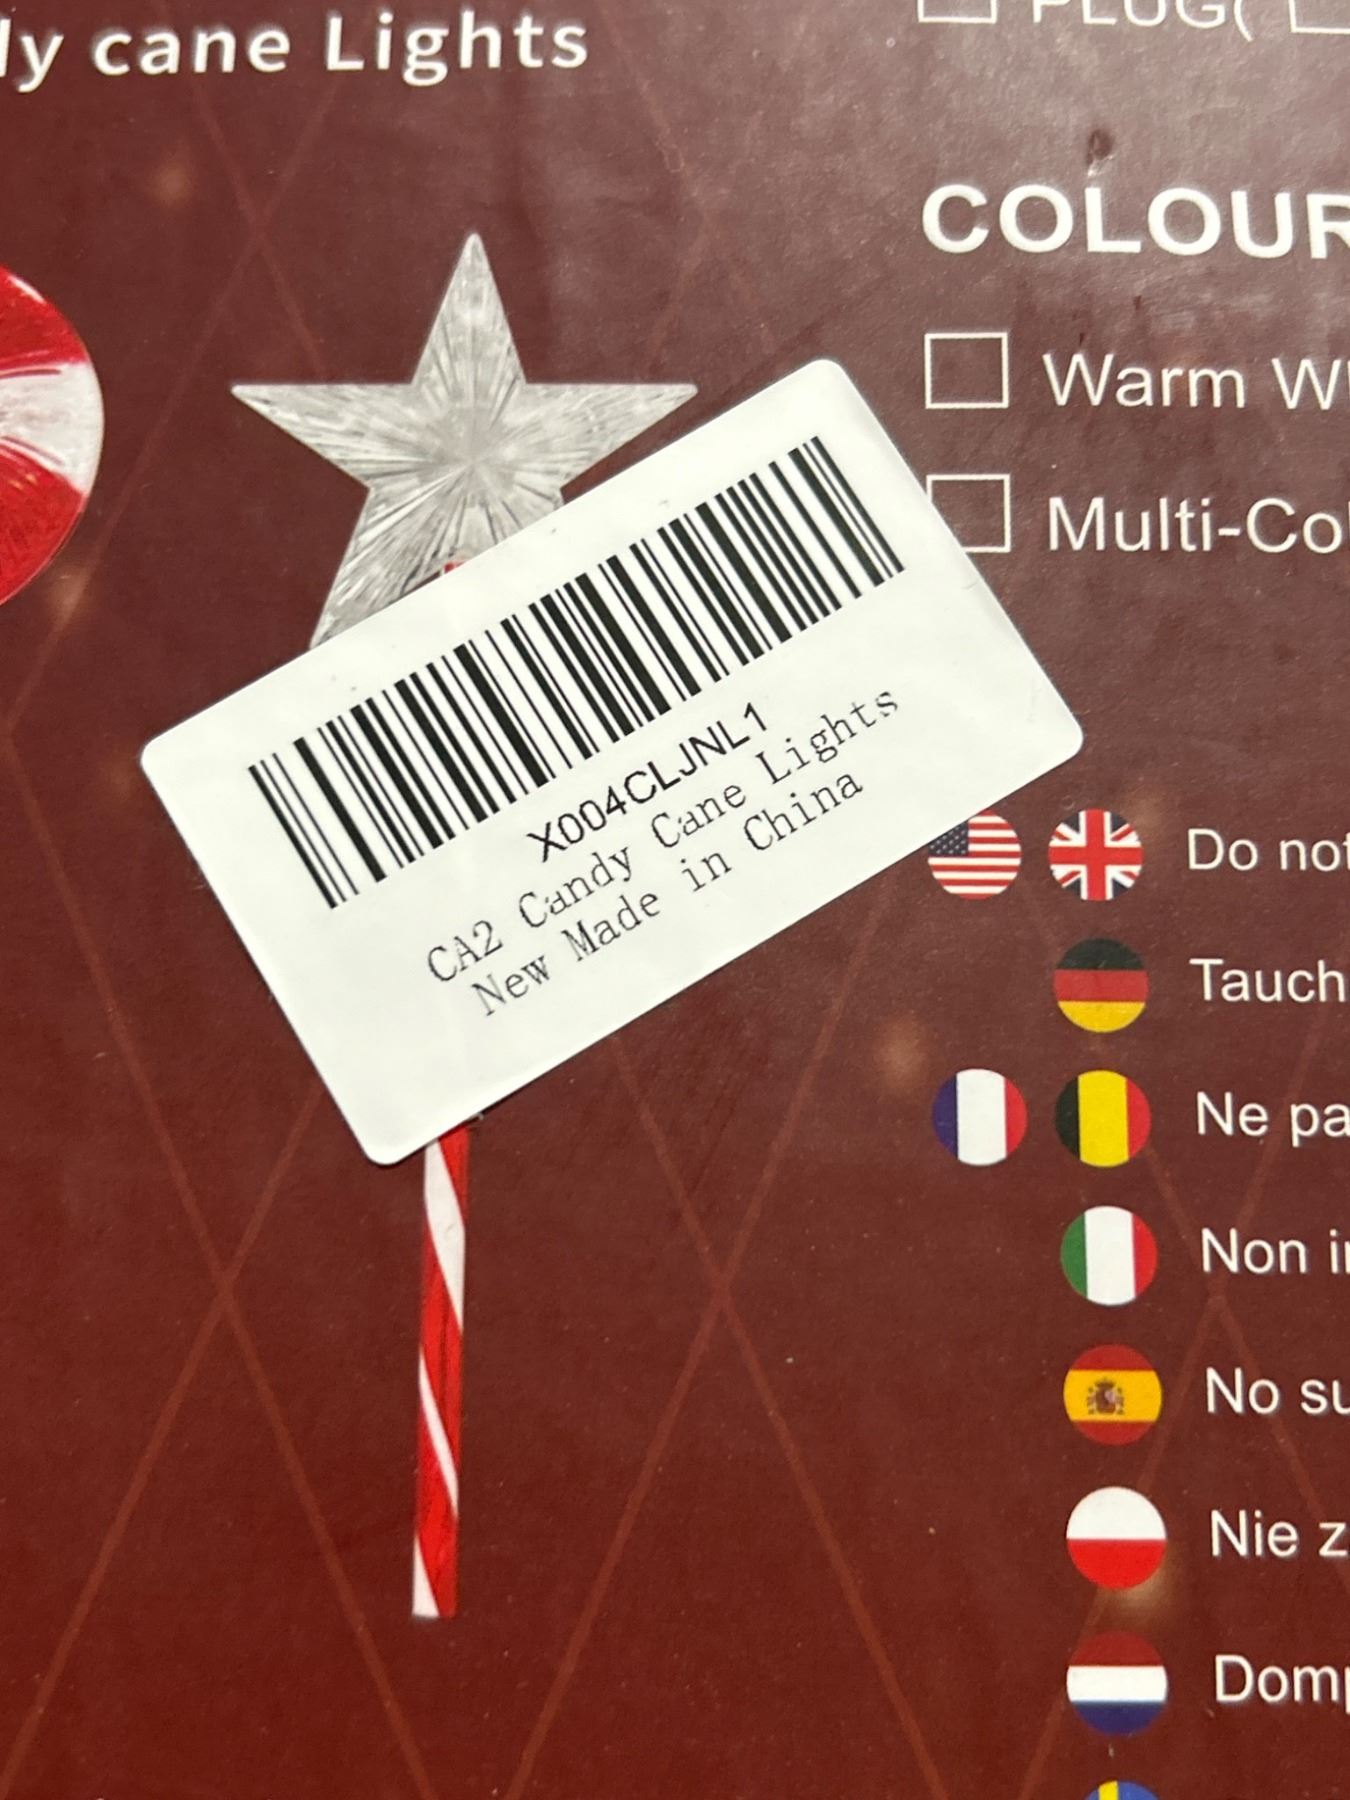 ly cane Lights
PLUG(
COLOUR
Warm W
Multi-Col
X004CLJNL1
CA2 Candy Cane Lights
New Made in China
Do not
Tauch
Ne pa
Non i
No su
Nie z
Domp